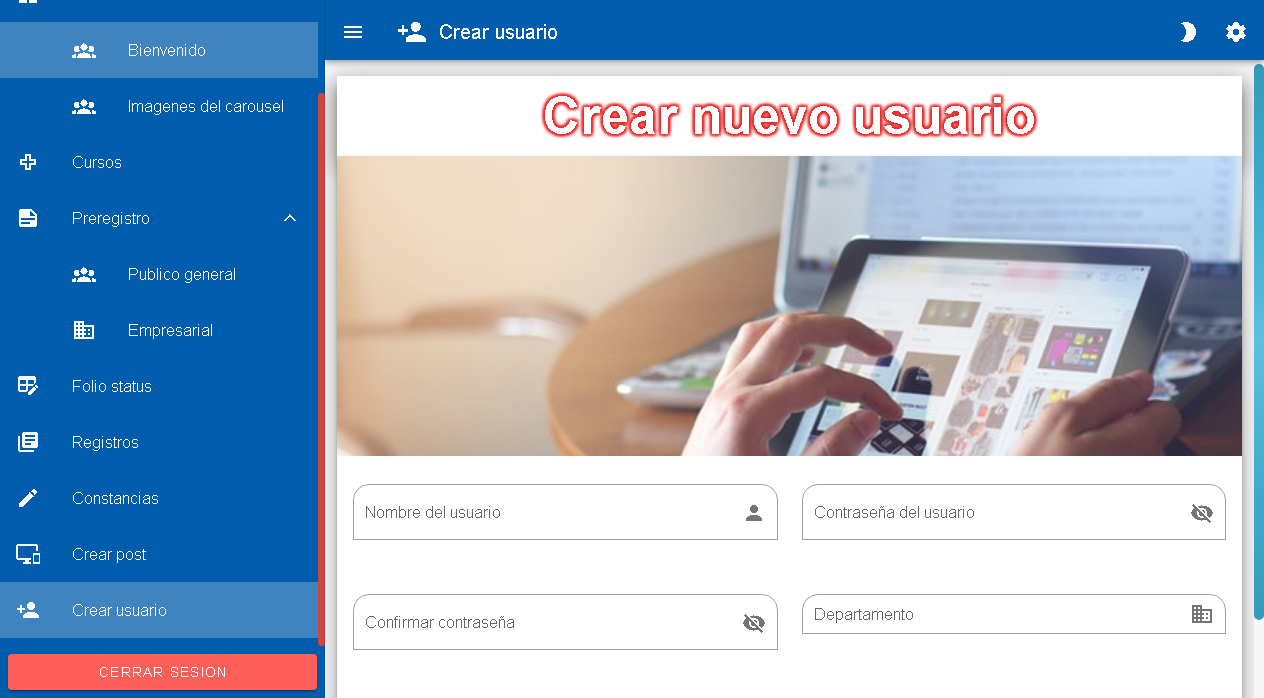 Bienvenido
Imagenes del carousel
Cursos
Preregistro
Publico general
Empresarial
Folio status
Registros
Constancias
Crear post
Crear usuario
CERRAR SESION
Crear usuario
Crear nuevo usuario
Nombre del usuario
Contraseña del usuario
Confirmar contraseña
Departamento